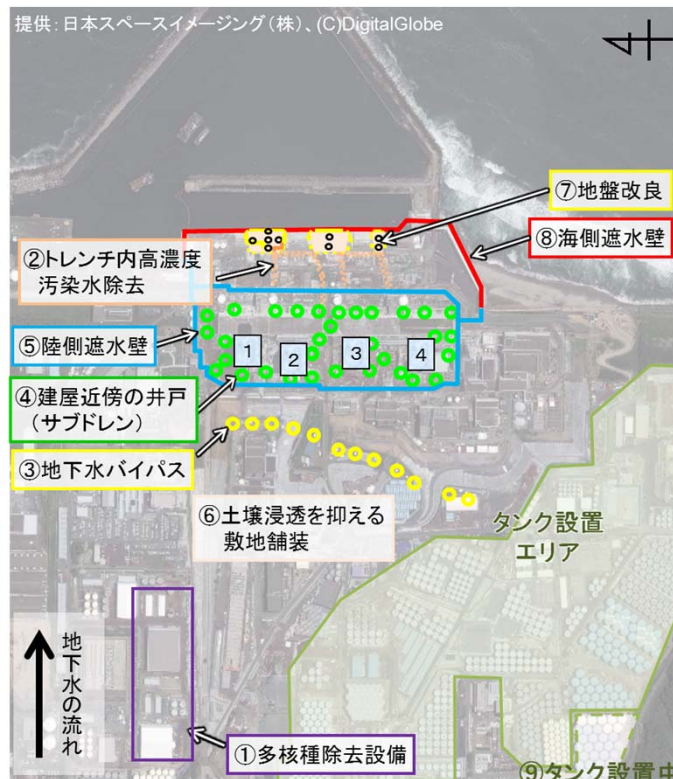 提供:日本スペースイメージング(株)、(C)DigitalGlobe
⑦地盤改良
⑧海側遮水壁
②トレンチ内高濃度
汚染水除去
⑤陸側遮水壁
1
2
3
4
④建屋近傍の井戸
(サブドレン)
③地下水バイパス
⑥土壌浸透を抑える
敷地舗装
タンク設置
エリア
地下水の流れ
①多核種除去設備
⑨タンク設置中